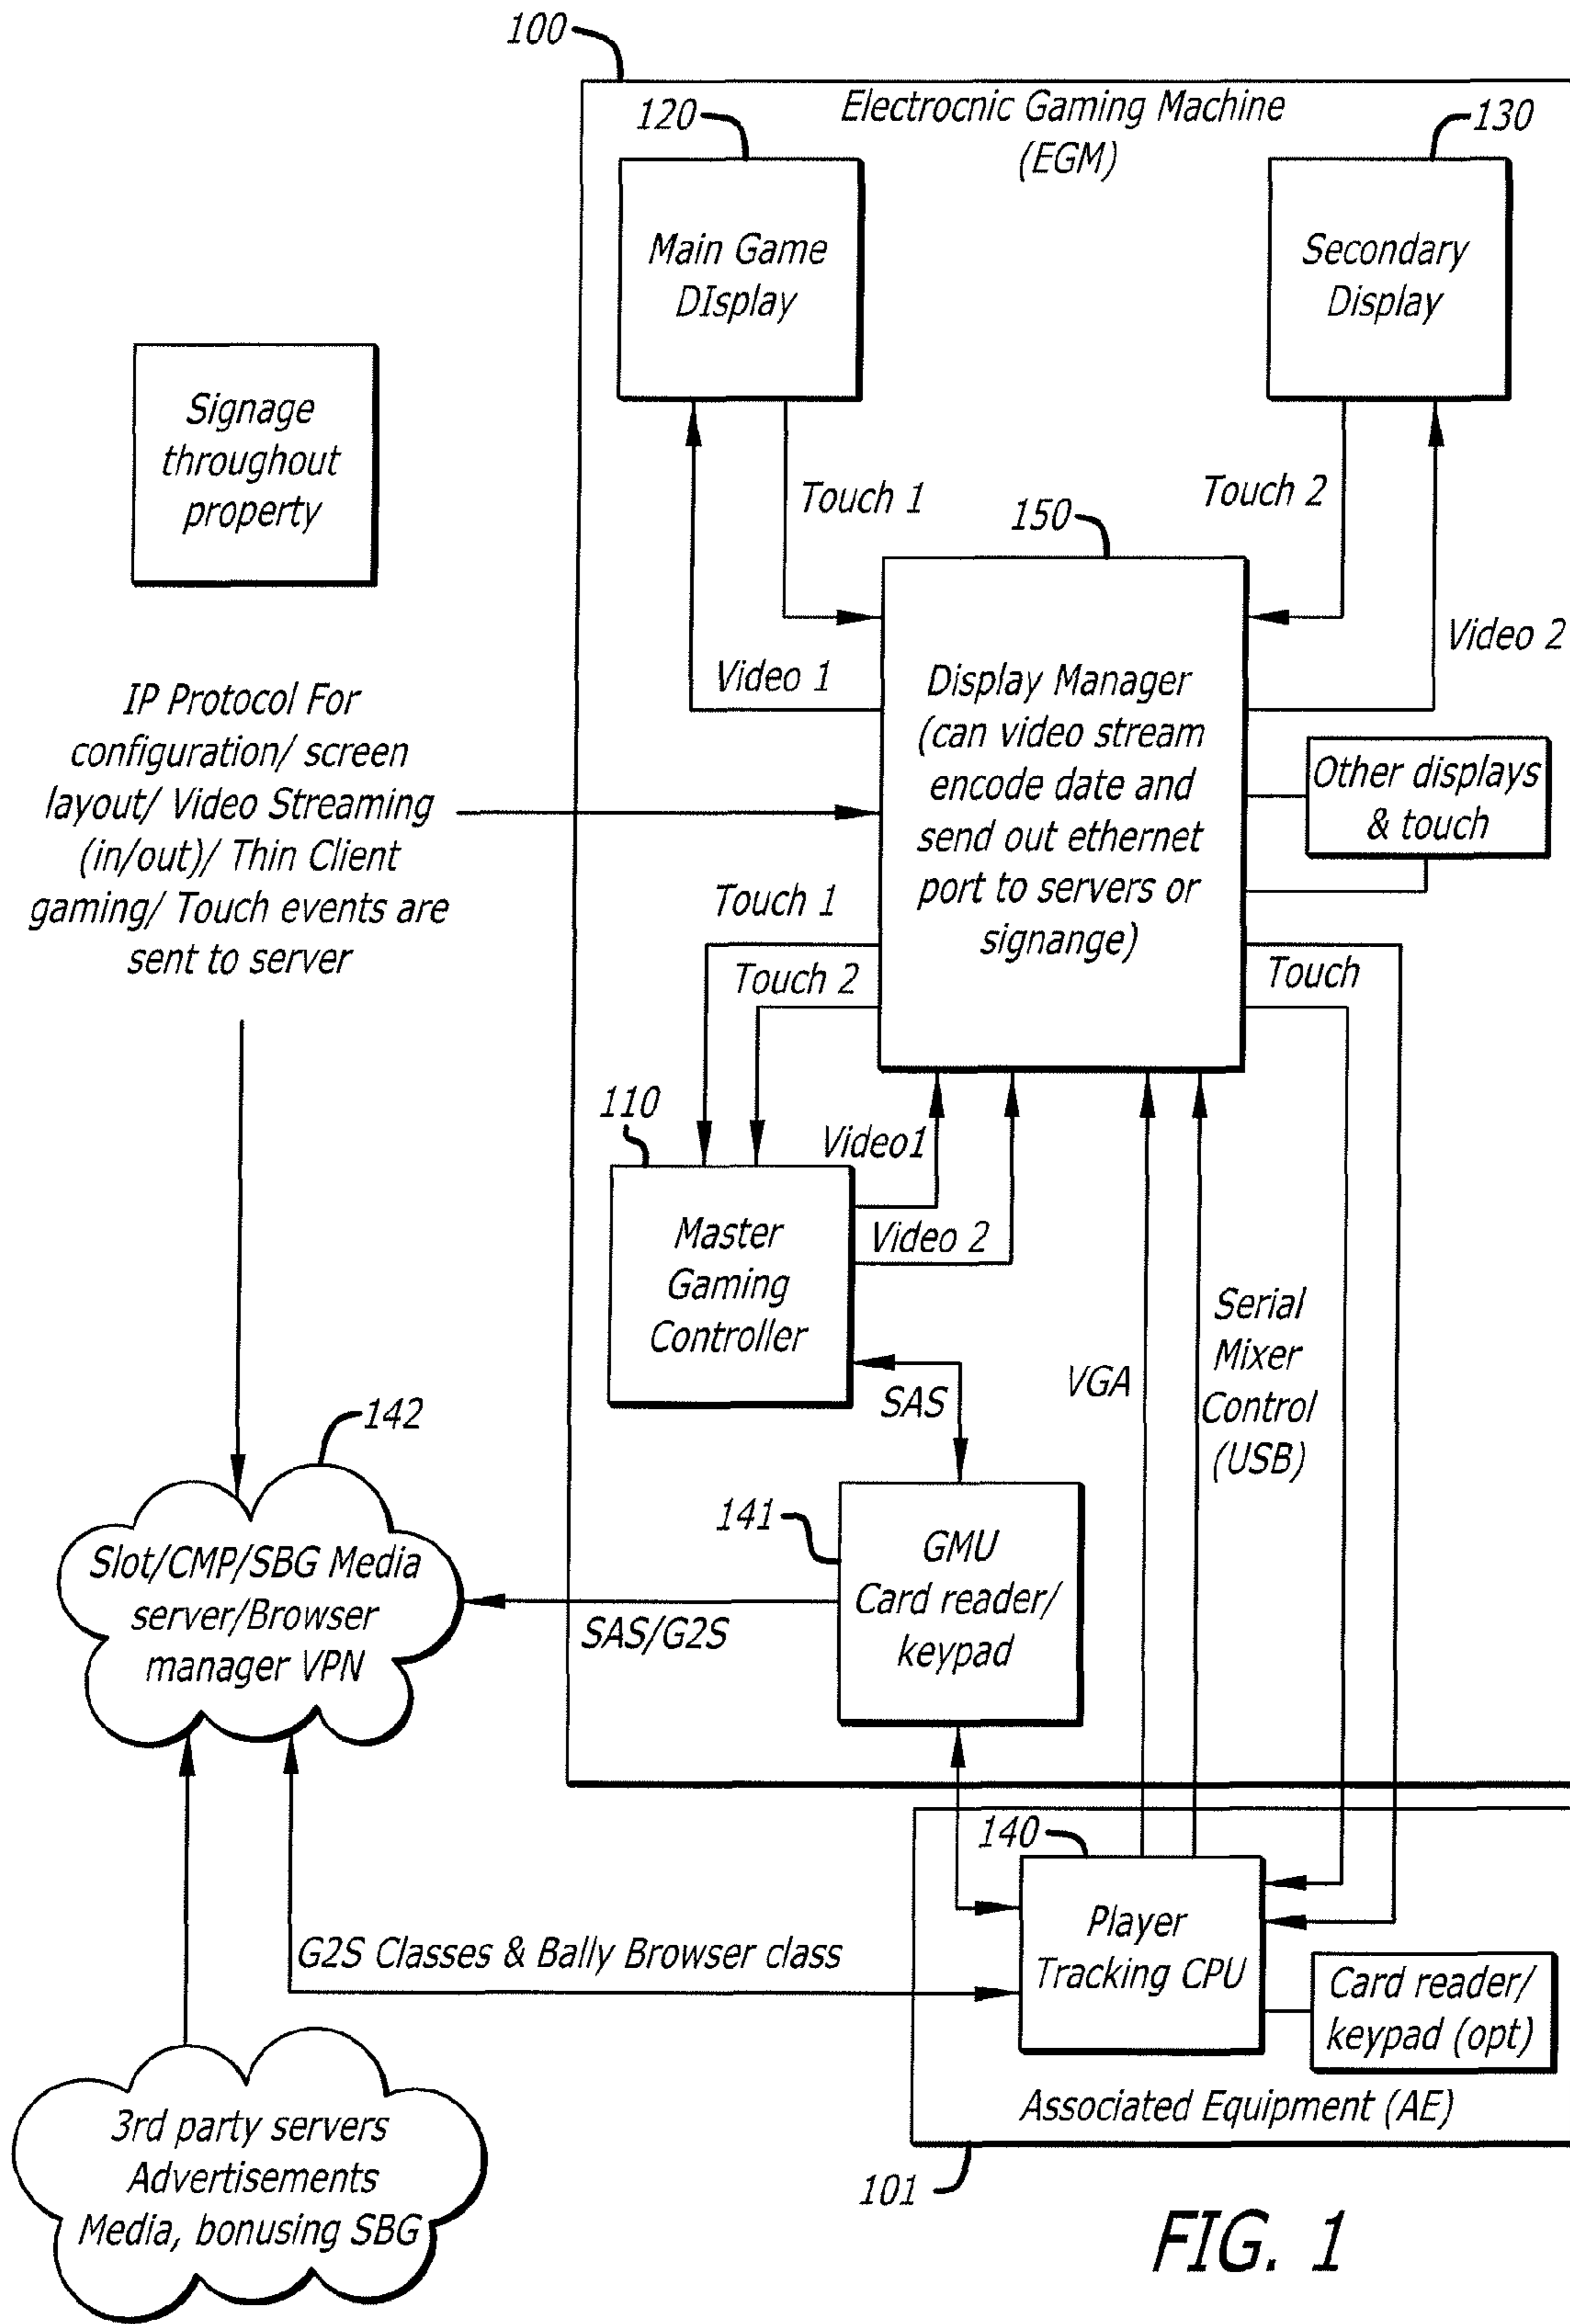 100
Electrocnic Gaming Machine
(EGM)
120
130
Main Game
DIsplay
Secondary
Display
Signage
throughout
property
Touch 1
Touch 2
150
Video 1
Video 2
IP Protocol For
configuration/ screen
layout/ Video Streaming
(in/out)/ Thin Client
gaming/ Touch events are
sent to server
Display Manager
(can video stream
encode date and
send out ethernet
port to servers or
signange)
Other displays
& touch
Touch 1
Touch 2
Touch
110
Video1
Video 2
Master
Gaming
Controller
SAS
VGA
Serial
Mixer
Control
(USB)
142
141
GMU
Card reader/
keypad
Slot/CMP/SBG Media
server/Browser
manager VPN
SAS/G2S
140
Player
Tracking CPU
G2S Classes & Bally Browser class
Card reader/
keypad (opt)
Associated Equipment (AE)
101
3rd party servers
Advertisements
Media, bonusing SBG
FIG. 1